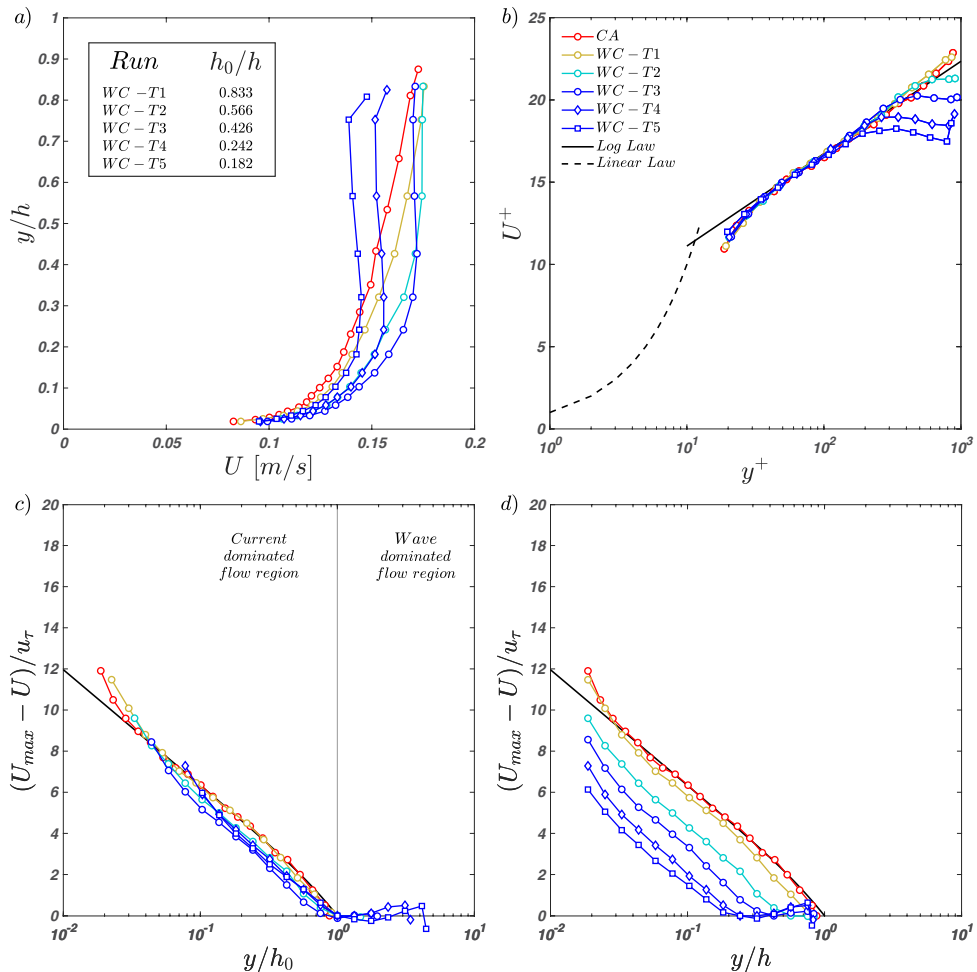 a)
Run h0/h
WC -T1 0.833
WC -T2 0.566
WC -T3 0.426
WC -T4 0.242
WC -T5 0.182
1
0.9
0.8
0.7
0.6
0.5
0.4
0.3
0.2
0.1
0
y/h
0 0.05 0.1 0.15 0.2
U [m/s]
b)
CA
WC - T1
WC - T2
WC - T3
WC - T4
WC - T5
Log Law
Linear Law
25
20
15
10
5
0
U+
10^0 10^1 10^2 10^3
y+
c)
Current
dominated
flow region
Wave
dominated
flow region
20
18
16
14
12
10
8
6
4
2
0
(Umax − U)/uτ
10^-2 10^-1 10^0 10^1
y/h0
d)
20
18
16
14
12
10
8
6
4
2
0
(Umax − U)/uτ
10^-2 10^-1 10^0 10^1
y/h